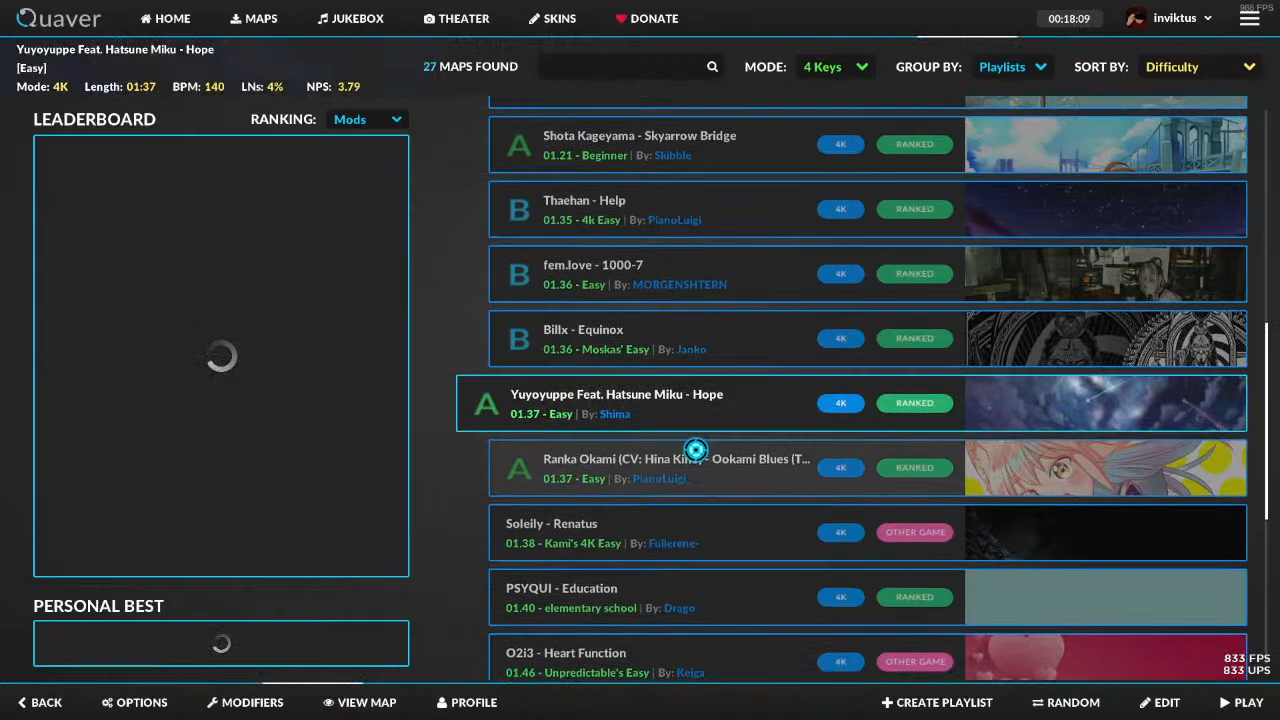 Quaver HOME MAPS JUKEBOX THEATER SKINS DONATE 00:18:09 inviktus
Yuyoyuppe Feat. Hatsune Miku - Hope
[Easy]
Mode: 4K Length: 01:37 BPM: 140 LNs: 4% NPS: 3.79
27 MAPS FOUND MODE: 4 Keys GROUP BY: Playlists SORT BY: Difficulty
LEADERBOARD RANKING: Mods
A Shota Kageyama - Skyarrow Bridge 4K RANKED
01.21 - Beginner | By: Skibble
B Thaehan - Help 4K RANKED
01.35 - 4k Easy | By: PianoLuigi
B fem.love - 1000-7 4K RANKED
01.36 - Easy | By: MORGENSHTERN
B Billx - Equinox 4K RANKED
01.36 - Moskas' Easy | By: Janko
A Yuyoyuppe Feat. Hatsune Miku - Hope 4K RANKED
01.37 - Easy | By: Shima
A Ranka Okami (CV: Hina - Ookami Blues (T... 4K RANKED
01.37 - Easy | By: PianoLuigi
Soleily - Renatus 4K OTHER GAME
01.38 - Kami's 4K Easy | By: Fullerene-
PSYQUI - Education 4K RANKED
01.40 - elementary school | By: Drago
O2i3 - Heart Function 4K OTHER GAME
01.46 - Unpredictable's Easy | By: Keiga
PERSONAL BEST
833 FPS
833 UPS
BACK OPTIONS MODIFIERS VIEW MAP PROFILE CREATE PLAYLIST RANDOM EDIT PLAY